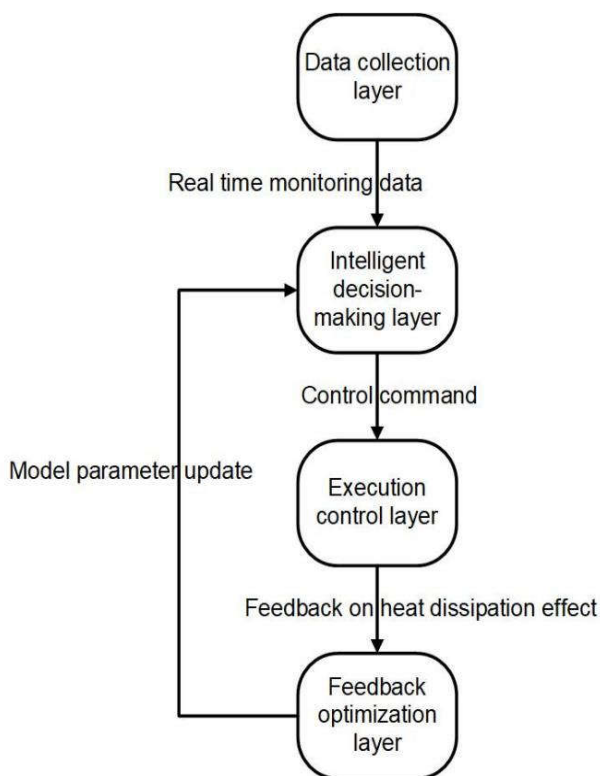 Data collection
layer
Real time monitoring data
Intelligent
decision-
making layer
Control command
Model parameter update
Execution
control layer
Feedback on heat dissipation effect
Feedback
optimization
layer